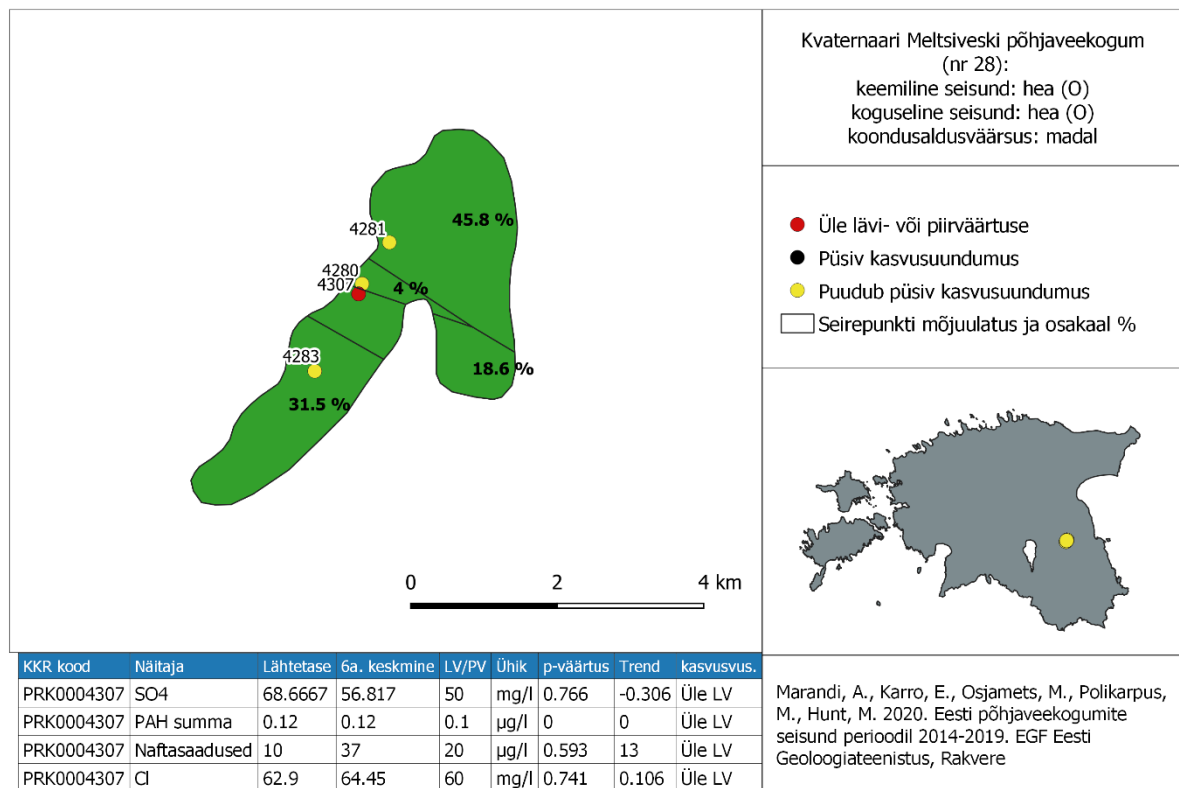 Kvaternaari Meltsiveski põhjaveekogum
(nr 28):
keemiline seisund: hea (O)
koguseline seisund: hea (O)
koondusaldusväärsus: madal
45.8 %
4281
4280
4307
4 %
4283
18.6 %
31.5 %
0 2 4 km
Üle lävi- või piirväärtuse
Püsiv kasvusuundumus
Puudub püsiv kasvusuundumus
Seirepunkti mõjuulatus ja osakaal %
KKR kood Näitaja Lähtetase 6a. keskmine LV/PV Ühik p-väärtus Trend kasvusvus.
PRK0004307 SO4 68.6667 56.817 50 mg/l 0.766 -0.306 Üle LV
PRK0004307 PAH summa 0.12 0.12 0.1 µg/l 0 0 Üle LV
PRK0004307 Naftasaadused 10 37 20 µg/l 0.593 13 Üle LV
PRK0004307 Cl 62.9 64.45 60 mg/l 0.741 0.106 Üle LV
Marandi, A., Karro, E., Osjamets, M., Polikarpus,
M., Hunt, M. 2020. Eesti põhjaveekogumite
seisund perioodil 2014-2019. EGF Eesti
Geoloogiateenistus, Rakvere